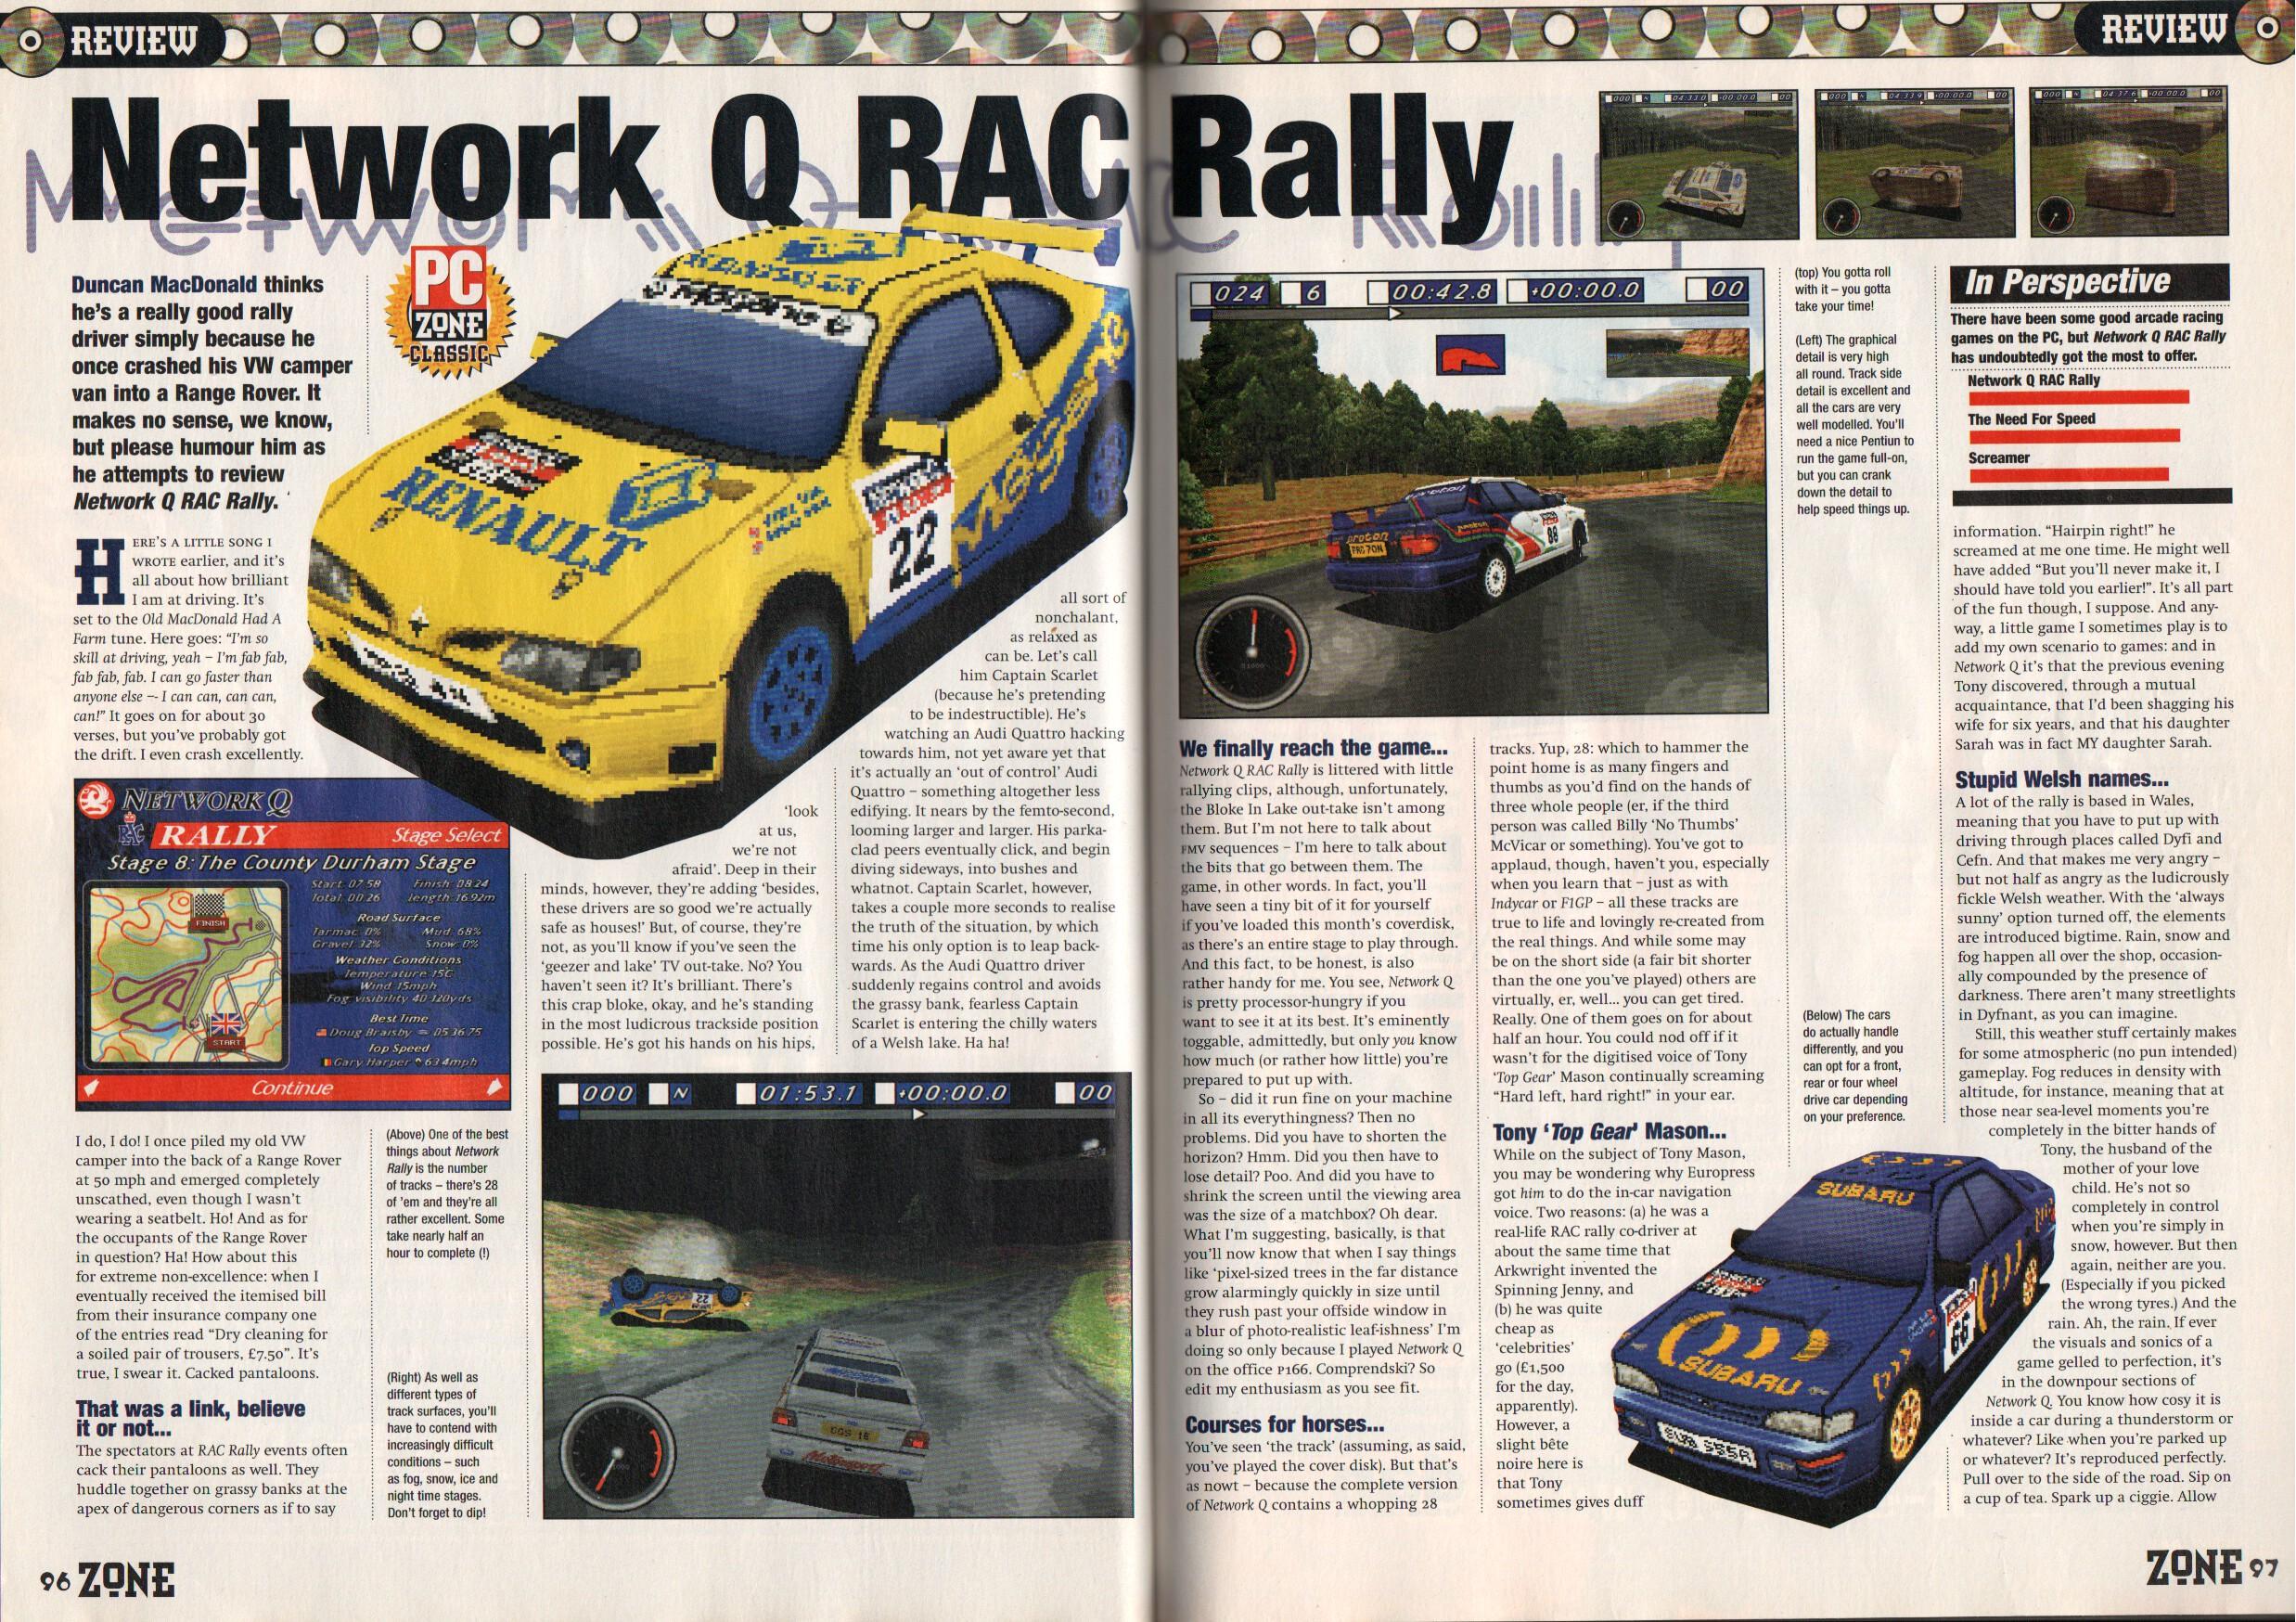 REVIEW
REVIEW
Network Q RAC Rally
Duncan MacDonald thinks
he's a really good rally
driver simply because he
once crashed his VW camper
van into a Range Rover. It
makes no sense, we know,
but please humour him as
he attempts to review
Network Q RAC Rally.
PC
ZONE
CLASSIC
RENAULT
22
HERE'S A LITTLE SONG I
WROTE earlier, and it's
all about how brilliant
I am at driving. It's
set to the Old MacDonald Had A
Farm tune. Here goes: "I'm so
skill at driving, yeah – I'm fab fab,
fab fab, fab. I can go faster than
anyone else –- I can can, can can,
can!" It goes on for about 30
verses, but you've probably got
the drift. I even crash excellently.
NETWORK Q
RAC RALLY
Stage Select
Stage 8: The County Durham Stage
Start: 07:58 Finish: 08:24
Total: 00:26 Length: 16.92m
Road Surface
Tarmac: 0% Mud: 68%
Gravel: 32% Snow: 0%
Weather Conditions
Temperature 15C
Wind 15mph
Fog visibility 40-120yds
Best Time
Doug Braisby = 05:36.75
Top Speed
Gary Harper 63.4mph
FINISH
START
Continue
I do, I do! I once piled my old VW
camper into the back of a Range Rover
at 50 mph and emerged completely
unscathed, even though I wasn't
wearing a seatbelt. Ho! And as for
the occupants of the Range Rover
in question? Ha! How about this
for extreme non-excellence: when I
eventually received the itemised bill
from their insurance company one
of the entries read "Dry cleaning for
a soiled pair of trousers, £7.50". It's
true, I swear it. Cacked pantaloons.
That was a link, believe
it or not...
The spectators at RAC Rally events often
cack their pantaloons as well. They
huddle together on grassy banks at the
apex of dangerous corners as if to say
(Above) One of the best
things about Network
Rally is the number
of tracks – there's 28
of 'em and they're all
rather excellent. Some
take nearly half an
hour to complete (!)
(Right) As well as
different types of
track surfaces, you'll
have to contend with
increasingly difficult
conditions – such
as fog, snow, ice and
night time stages.
Don't forget to dip!
'look
at us,
we're not
afraid'. Deep in their
minds, however, they're adding 'besides,
these drivers are so good we're actually
safe as houses!' But, of course, they're
not, as you'll know if you've seen the
'geezer and lake' TV out-take. No? You
haven't seen it? It's brilliant. There's
this crap bloke, okay, and he's standing
in the most ludicrous trackside position
possible. He's got his hands on his hips,
all sort of
nonchalant,
as relaxed as
can be. Let's call
him Captain Scarlet
(because he's pretending
to be indestructible). He's
watching an Audi Quattro hacking
towards him, not yet aware yet that
it's actually an 'out of control' Audi
Quattro – something altogether less
edifying. It nears by the femto-second,
looming larger and larger. His parka-
clad peers eventually click, and begin
diving sideways, into bushes and
whatnot. Captain Scarlet, however,
takes a couple more seconds to realise
the truth of the situation, by which
time his only option is to leap back-
wards. As the Audi Quattro driver
suddenly regains control and avoids
the grassy bank, fearless Captain
Scarlet is entering the chilly waters
of a Welsh lake. Ha ha!
000 N 01:53.1 +00:00.0 00
22
024 6 00:42.8 +00:00.0 00
proton
88
We finally reach the game...
Network Q RAC Rally is littered with little
rallying clips, although, unfortunately,
the Bloke In Lake out-take isn't among
them. But I'm not here to talk about
FMV sequences – I'm here to talk about
the bits that go between them. The
game, in other words. In fact, you'll
have seen a tiny bit of it for yourself
if you've loaded this month's coverdisk,
as there's an entire stage to play through.
And this fact, to be honest, is also
rather handy for me. You see, Network Q
is pretty processor-hungry if you
want to see it at its best. It's eminently
toggable, admittedly, but only you know
how much (or rather how little) you're
prepared to put up with.
So – did it run fine on your machine
in all its everythingness? Then no
problems. Did you have to shorten the
horizon? Hmm. Did you then have to
lose detail? Poo. And did you have to
shrink the screen until the viewing area
was the size of a matchbox? Oh dear.
What I'm suggesting, basically, is that
you'll now know that when I say things
like 'pixel-sized trees in the far distance
grow alarmingly quickly in size until
they rush past your offside window in
a blur of photo-realistic leaf-ishness' I'm
doing so only because I played Network Q
on the office P166. Comprendski? So
edit my enthusiasm as you see fit.
Courses for horses...
You've seen 'the track' (assuming, as said,
you've played the cover disk). But that's
as nowt – because the complete version
of Network Q contains a whopping 28
tracks. Yup, 28: which to hammer the
point home is as many fingers and
thumbs as you'd find on the hands of
three whole people (er, if the third
person was called Billy 'No Thumbs'
McVicar or something). You've got to
applaud, though, haven't you, especially
when you learn that – just as with
Indycar or F1GP – all these tracks are
true to life and lovingly re-created from
the real things. And while some may
be on the short side (a fair bit shorter
than the one you've played) others are
virtually, er, well... you can get tired.
Really. One of them goes on for about
half an hour. You could nod off if it
wasn't for the digitised voice of Tony
'Top Gear' Mason continually screaming
"Hard left, hard right!" in your ear.
Tony 'Top Gear' Mason...
While on the subject of Tony Mason,
you may be wondering why Europress
got him to do the in-car navigation
voice. Two reasons: (a) he was a
real-life RAC rally co-driver at
about the same time that
Arkwright invented the
Spinning Jenny, and
(b) he was quite
cheap as
'celebrities'
go (£1,500
for the day,
apparently).
However, a
slight bête
noire here is
that Tony
sometimes gives duff
(top) You gotta roll
with it – you gotta
take your time!
(Left) The graphical
detail is very high
all round. Track side
detail is excellent and
all the cars are very
well modelled. You'll
need a nice Pentiun to
run the game full-on,
but you can crank
down the detail to
help speed things up.
(Below) The cars
do actually handle
differently, and you
can opt for a front,
rear or four wheel
drive car depending
on your preference.
In Perspective
There have been some good arcade racing
games on the PC, but Network Q RAC Rally
has undoubtedly got the most to offer.
Network Q RAC Rally
The Need For Speed
Screamer
information. "Hairpin right!" he
screamed at me one time. He might well
have added "But you'll never make it, I
should have told you earlier!". It's all part
of the fun though, I suppose. And any-
way, a little game I sometimes play is to
add my own scenario to games: and in
Network Q it's that the previous evening
Tony discovered, through a mutual
acquaintance, that I'd been shagging his
wife for six years, and that his daughter
Sarah was in fact MY daughter Sarah.
Stupid Welsh names...
A lot of the rally is based in Wales,
meaning that you have to put up with
driving through places called Dyfi and
Cefn. And that makes me very angry –
but not half as angry as the ludicrously
fickle Welsh weather. With the 'always
sunny' option turned off, the elements
are introduced bigtime. Rain, snow and
fog happen all over the shop, occasion-
ally compounded by the presence of
darkness. There aren't many streetlights
in Dyfnant, as you can imagine.
Still, this weather stuff certainly makes
for some atmospheric (no pun intended)
gameplay. Fog reduces in density with
altitude, for instance, meaning that at
those near sea-level moments you're
completely in the bitter hands of
Tony, the husband of the
mother of your love
child. He's not so
completely in control
when you're simply in
snow, however. But then
again, neither are you.
(Especially if you picked
the wrong tyres.) And the
rain. Ah, the rain. If ever
the visuals and sonics of a
game gelled to perfection, it's
in the downpour sections of
Network Q. You know how cosy it is
inside a car during a thunderstorm or
whatever? Like when you're parked up
or whatever? It's reproduced perfectly.
Pull over to the side of the road. Sip on
a cup of tea. Spark up a ciggie. Allow
SUBARU
SUBARU
66
SUB 555A
96 ZONE
ZONE 97